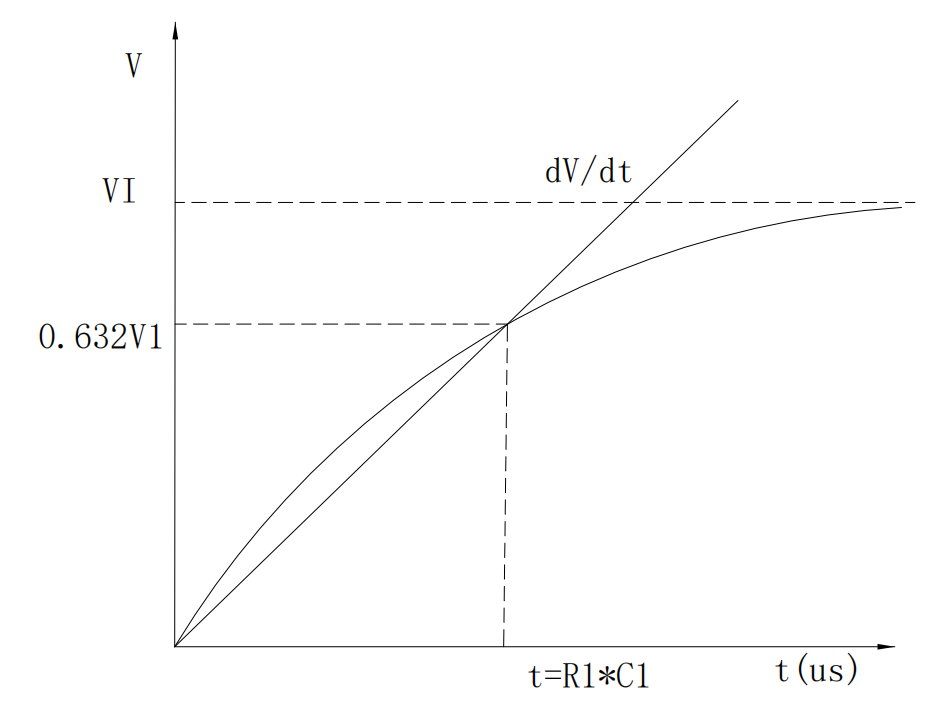 V
dV/dt
VI
0.632V1
t=R1*C1
t(us)